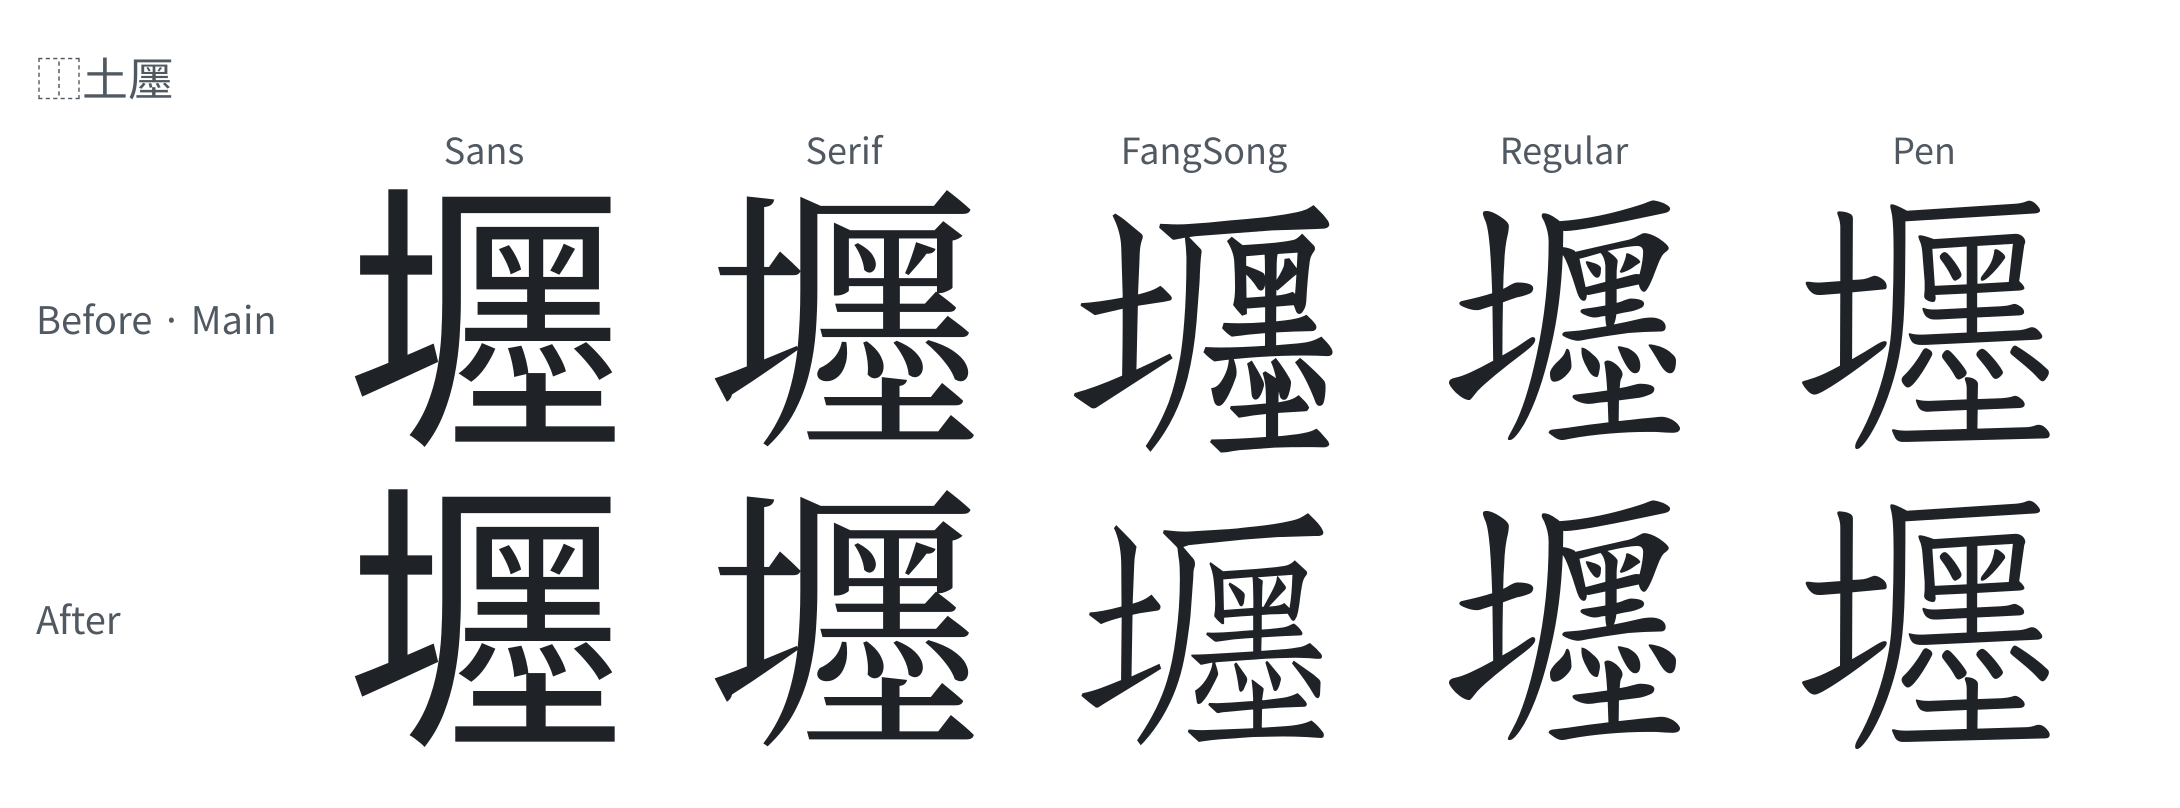 ⿰土㕓
Sans Serif FangSong Regular Pen
Before · Main 壥 壥 壥 壥 壥
After 壥 壥 壥 壥 壥